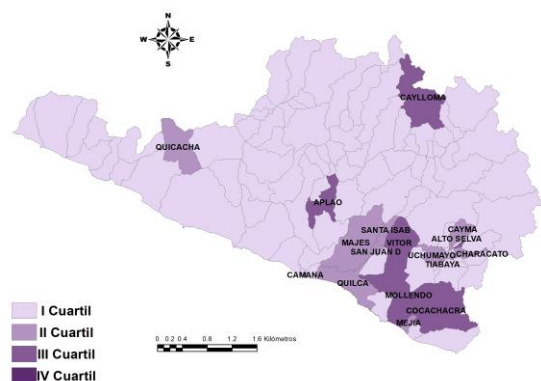 N
W E
S
CAYLLOMA
QUICACHA
APLAO
SANTA ISAB
CAYMA
MAJES
VITOR
ALTO SELVA
SAN JUAN D
UCHUMAYO
CHARACATO
TIABAYA
CAMANA
QUILCA
MOLLENDO
COCACHACRA
MEJIA
I Cuartil
II Cuartil
III Cuartil
IV Cuartil
0 0.2 0.4 0.8 1.2 1.6 Kilómetros